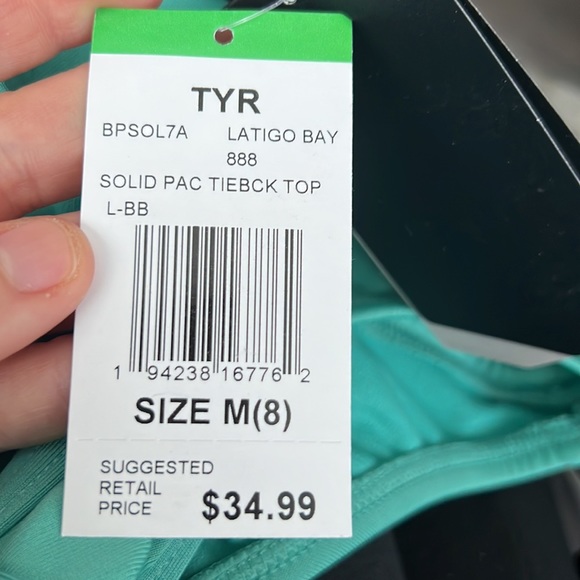 TYR
BPSOL7A LATIGO BAY
888
SOLID PAC TIEBCK TOP
L-BB
1 94238 16776 2
SIZE M(8)
SUGGESTED
RETAIL
PRICE $34.99